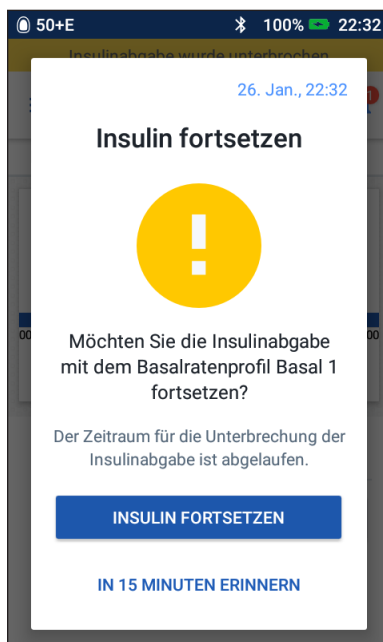 50+E 100% 22:32
Insulinabgabe wurde unterbrochen
26. Jan., 22:32
Insulin fortsetzen
Möchten Sie die Insulinabgabe
mit dem Basalratenprofil Basal 1
fortsetzen?
Der Zeitraum für die Unterbrechung der
Insulinabgabe ist abgelaufen.
INSULIN FORTSETZEN
IN 15 MINUTEN ERINNERN